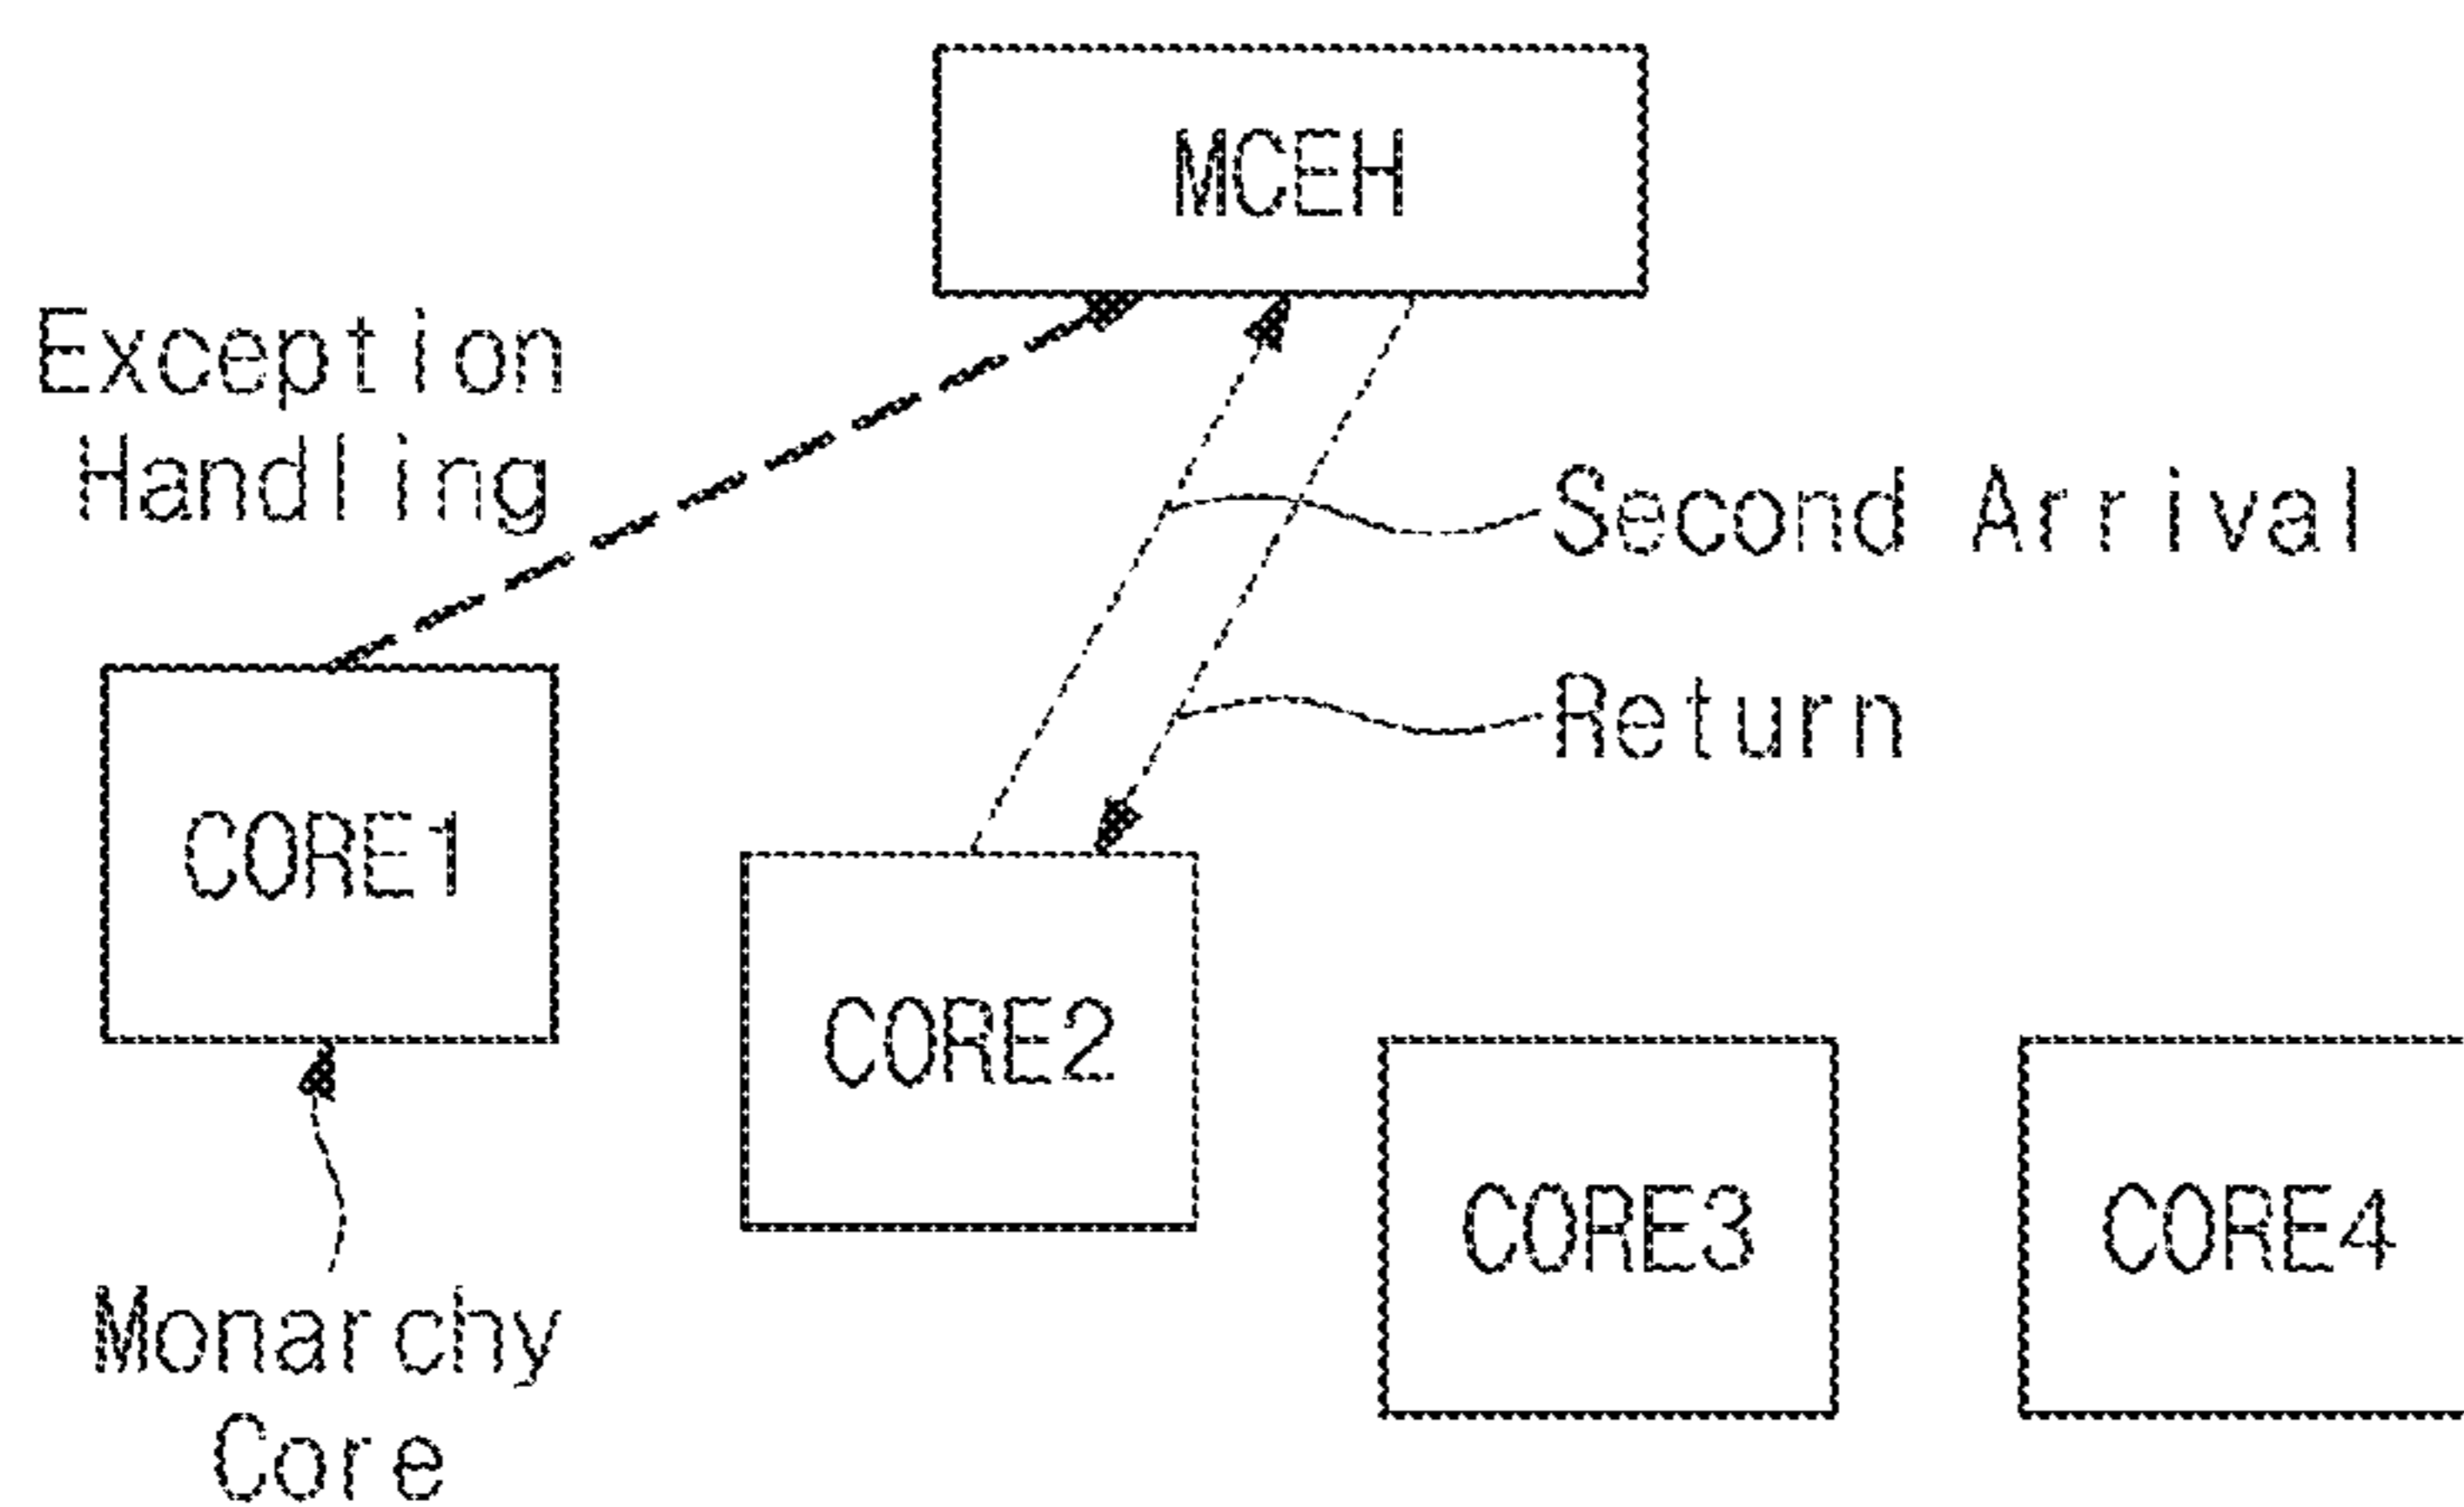 MCEH
Exception
Handling
Second Arrival
Return
CORE1
CORE2
CORE3
CORE4
Monarchy
Core